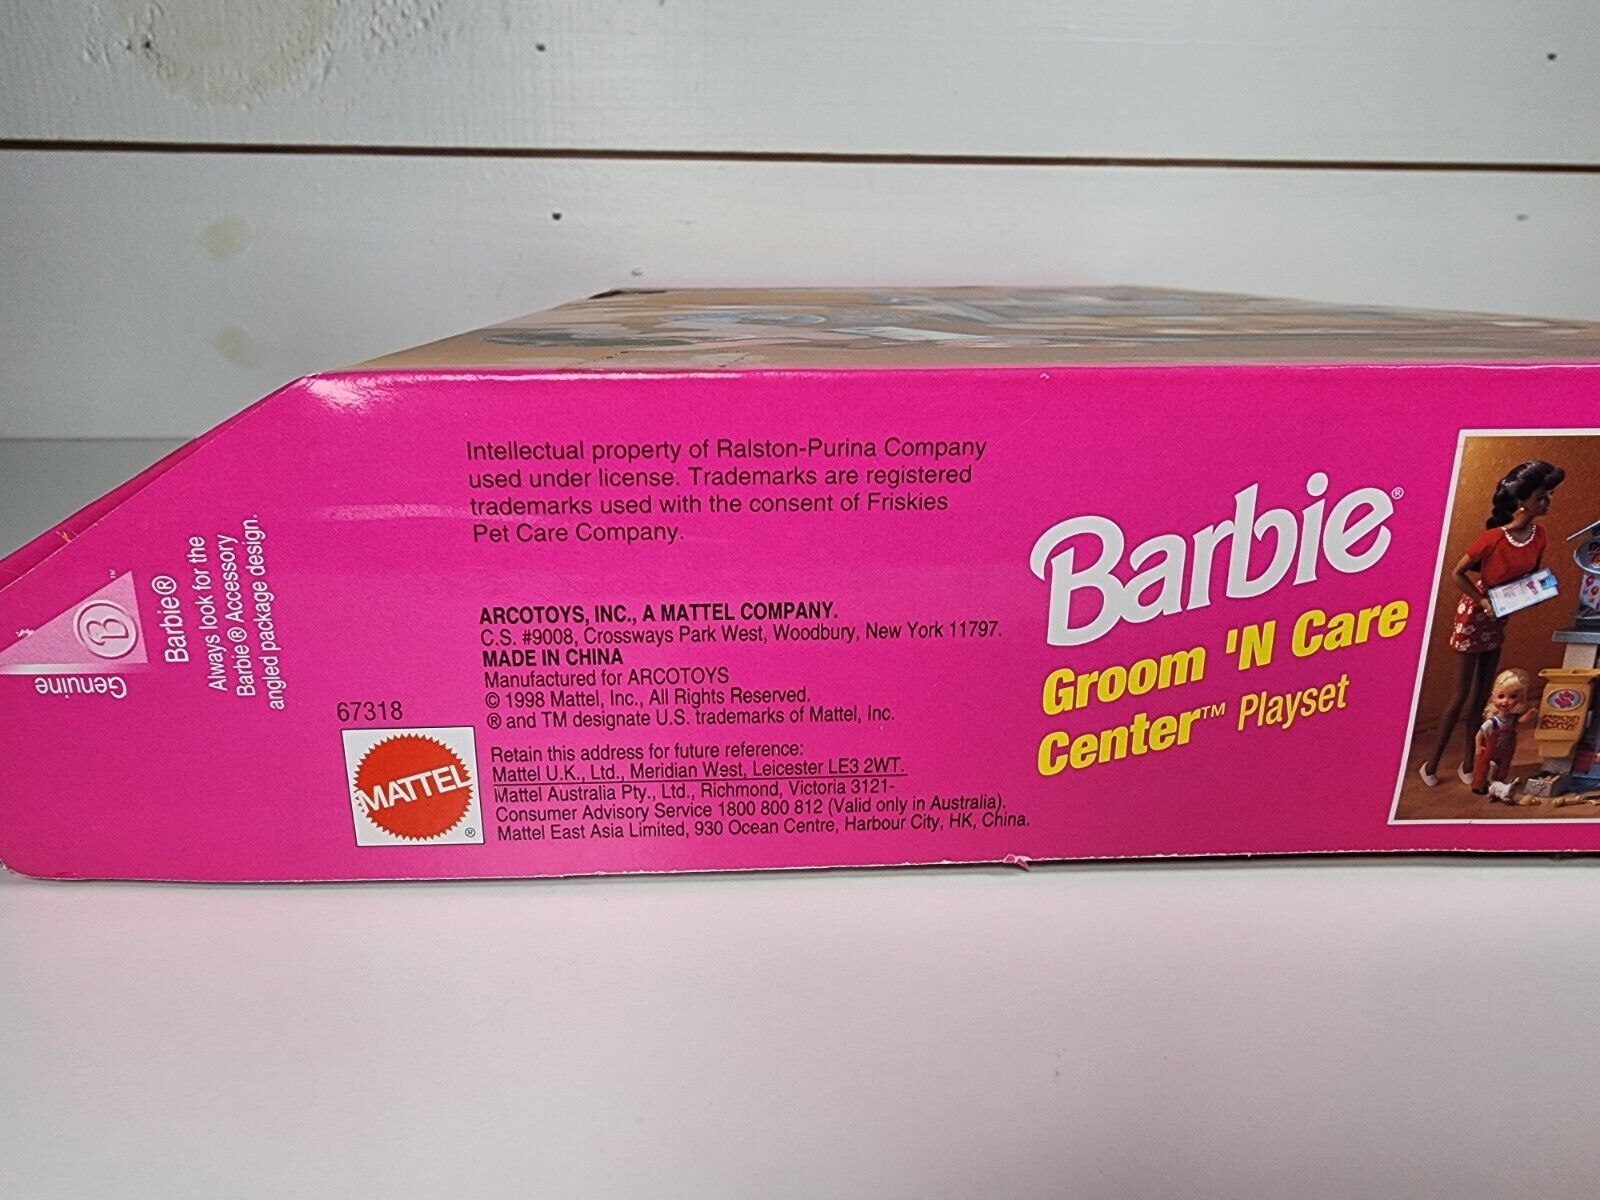 Intellectual property of Ralston-Purina Company
used under license. Trademarks are registered
trademarks used with the consent of Friskies
Pet Care Company.
Genuine
B™
Barbie®
Always look for the
Barbie® Accessory
angled package design.
ARCOTOYS, INC., A MATTEL COMPANY.
C.S. #9008, Crossways Park West, Woodbury, New York 11797.
MADE IN CHINA
Manufactured for ARCOTOYS
© 1998 Mattel, Inc., All Rights Reserved.
® and TM designate U.S. trademarks of Mattel, Inc.
67318
MATTEL
®
Retain this address for future reference:
Mattel U.K., Ltd., Meridian West, Leicester LE3 2WT.
Mattel Australia Pty., Ltd., Richmond, Victoria 3121-
Consumer Advisory Service 1800 800 812 (Valid only in Australia).
Mattel East Asia Limited, 930 Ocean Centre, Harbour City, HK, China.
Barbie®
Groom 'N Care
Center™ Playset